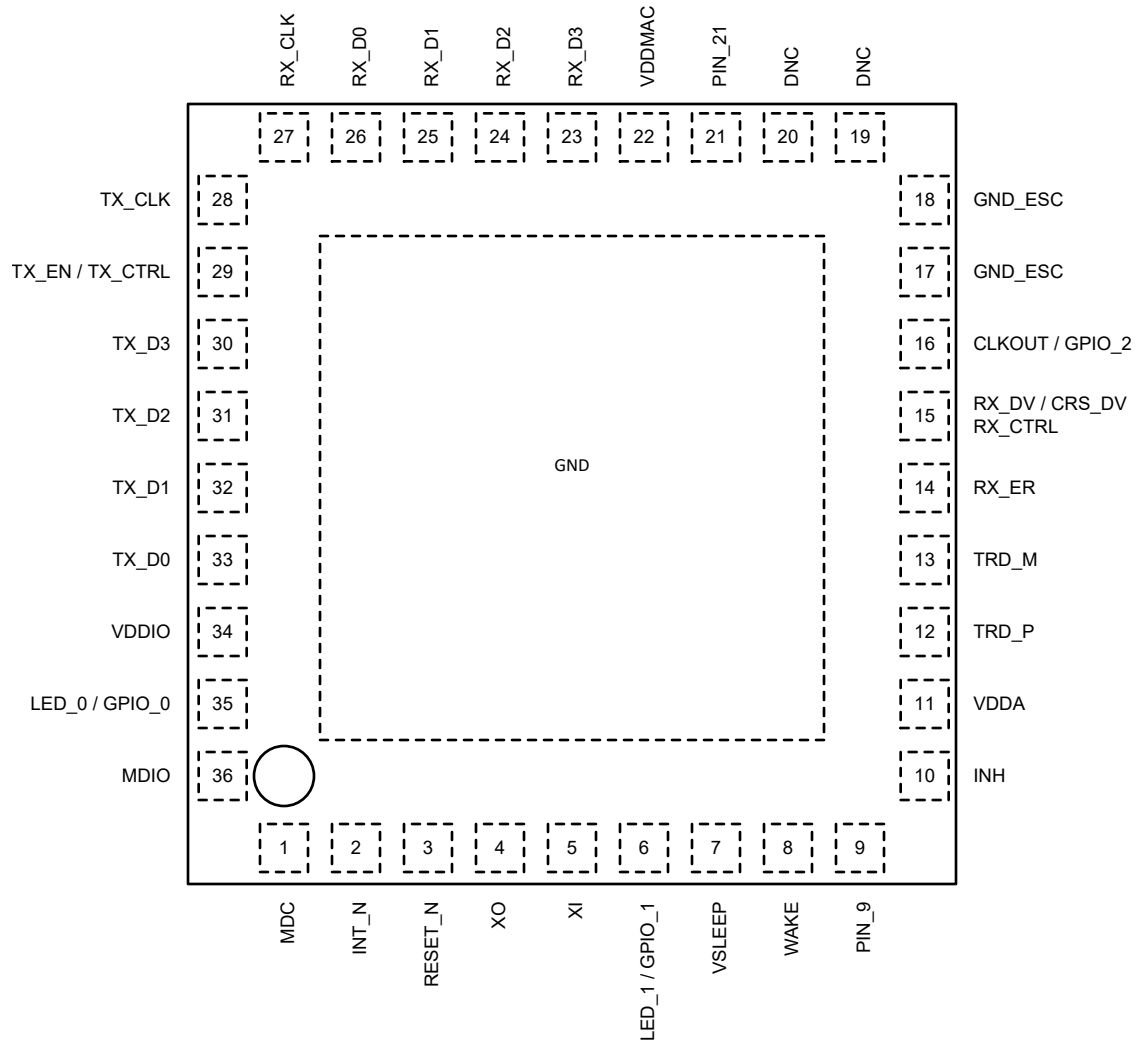 RX_CLK
RX_D0
RX_D1
RX_D2
RX_D3
VDDMAC
PIN_21
DNC
DNC
27
26
25
24
23
22
21
20
19
TX_CLK
28
18
GND_ESC
TX_EN / TX_CTRL
29
17
GND_ESC
TX_D3
30
16
CLKOUT / GPIO_2
TX_D2
31
15
RX_DV / CRS_DV
RX_CTRL
GND
TX_D1
32
14
RX_ER
TX_D0
33
13
TRD_M
VDDIO
34
12
TRD_P
LED_0 / GPIO_0
35
11
VDDA
MDIO
36
10
INH
1
2
3
4
5
6
7
8
9
MDC
INT_N
RESET_N
XO
XI
LED_1 / GPIO_1
VSLEEP
WAKE
PIN_9